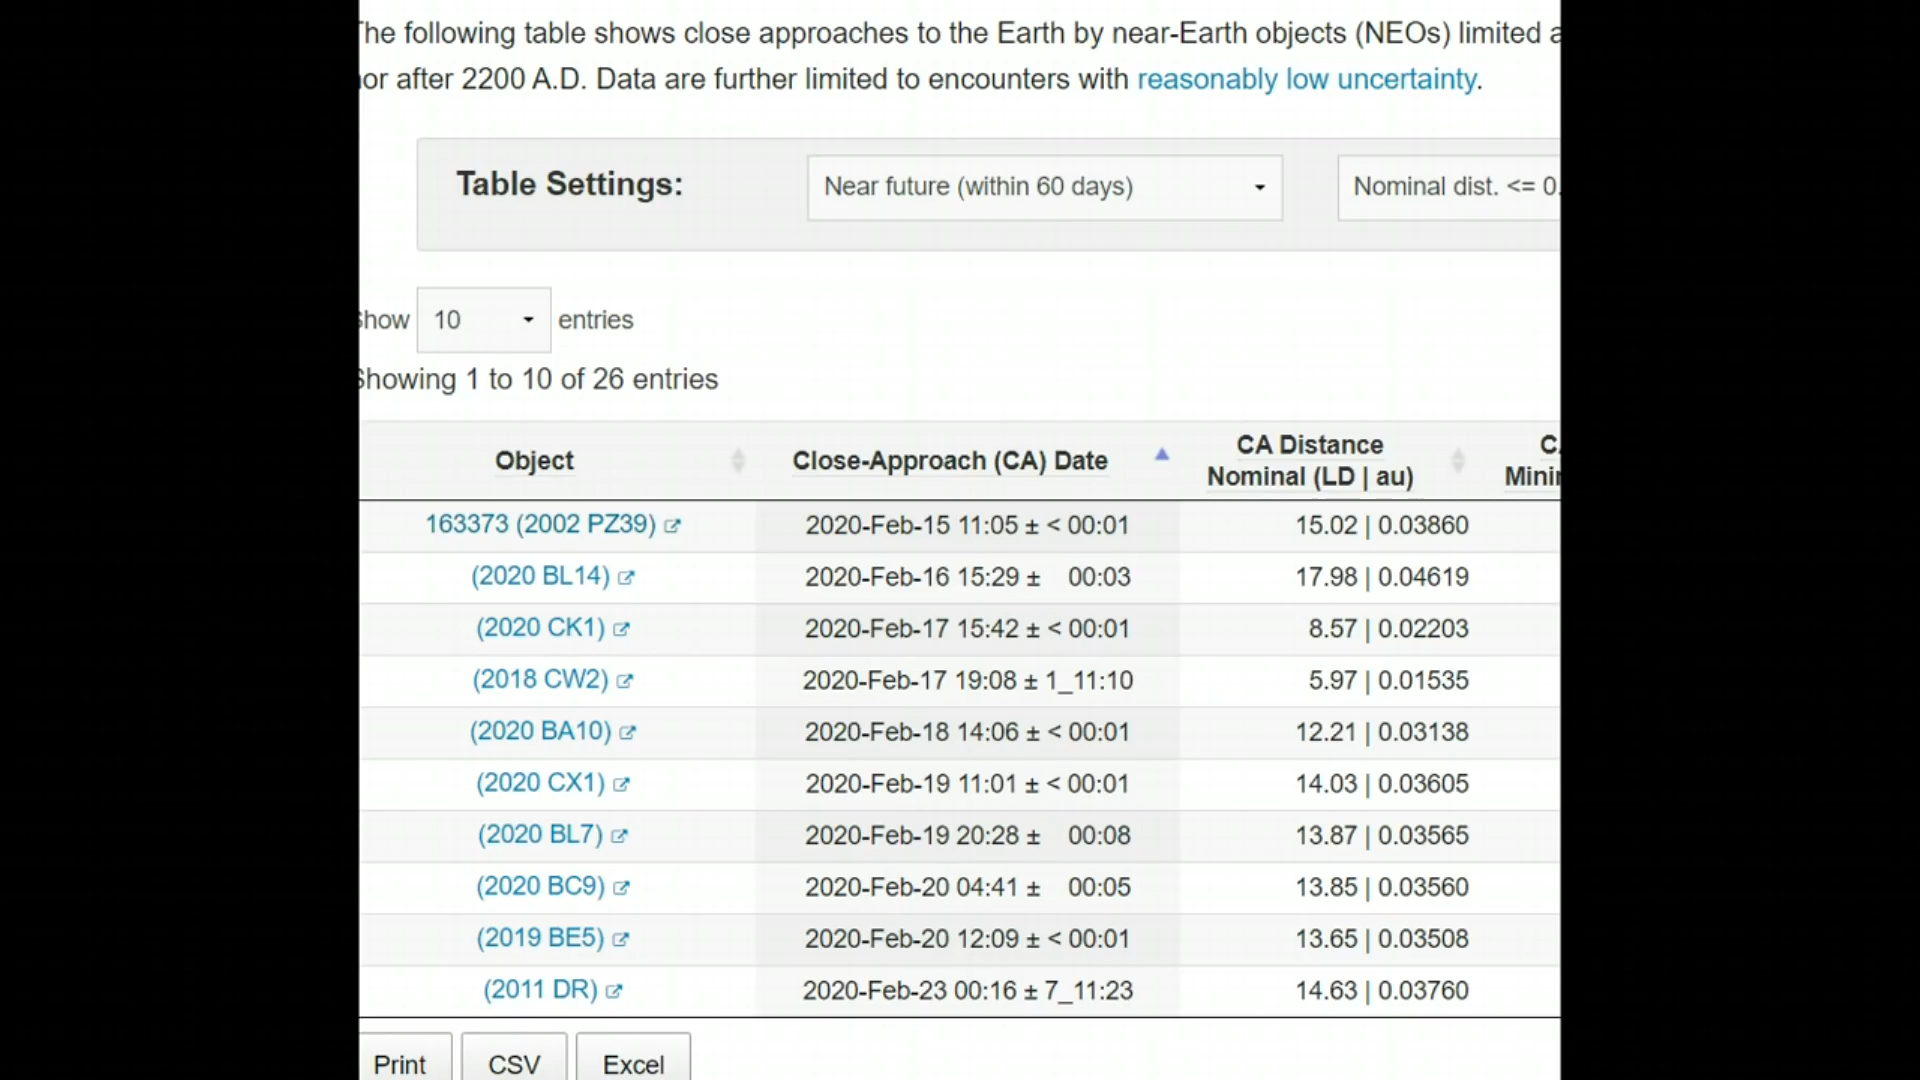 The following table shows close approaches to the Earth by near-Earth objects (NEOs) limited
nor after 2200 A.D. Data are further limited to encounters with reasonably low uncertainty.
Table Settings: Near future (within 60 days) Nominal dist. <= 0.
Show 10 entries
Showing 1 to 10 of 26 entries
Object Close-Approach (CA) Date CA Distance
Nominal (LD | au)
163373 (2002 PZ39) 2020-Feb-15 11:05 ± < 00:01 15.02 | 0.03860
(2020 BL14) 2020-Feb-16 15:29 ± 00:03 17.98 | 0.04619
(2020 CK1) 2020-Feb-17 15:42 ± < 00:01 8.57 | 0.02203
(2018 CW2) 2020-Feb-17 19:08 ± 1_11:10 5.97 | 0.01535
(2020 BA10) 2020-Feb-18 14:06 ± < 00:01 12.21 | 0.03138
(2020 CX1) 2020-Feb-19 11:01 ± < 00:01 14.03 | 0.03605
(2020 BL7) 2020-Feb-19 20:28 ± 00:08 13.87 | 0.03565
(2020 BC9) 2020-Feb-20 04:41 ± 00:05 13.85 | 0.03560
(2019 BE5) 2020-Feb-20 12:09 ± < 00:01 13.65 | 0.03508
(2011 DR) 2020-Feb-23 00:16 ± 7_11:23 14.63 | 0.03760
Print CSV Excel